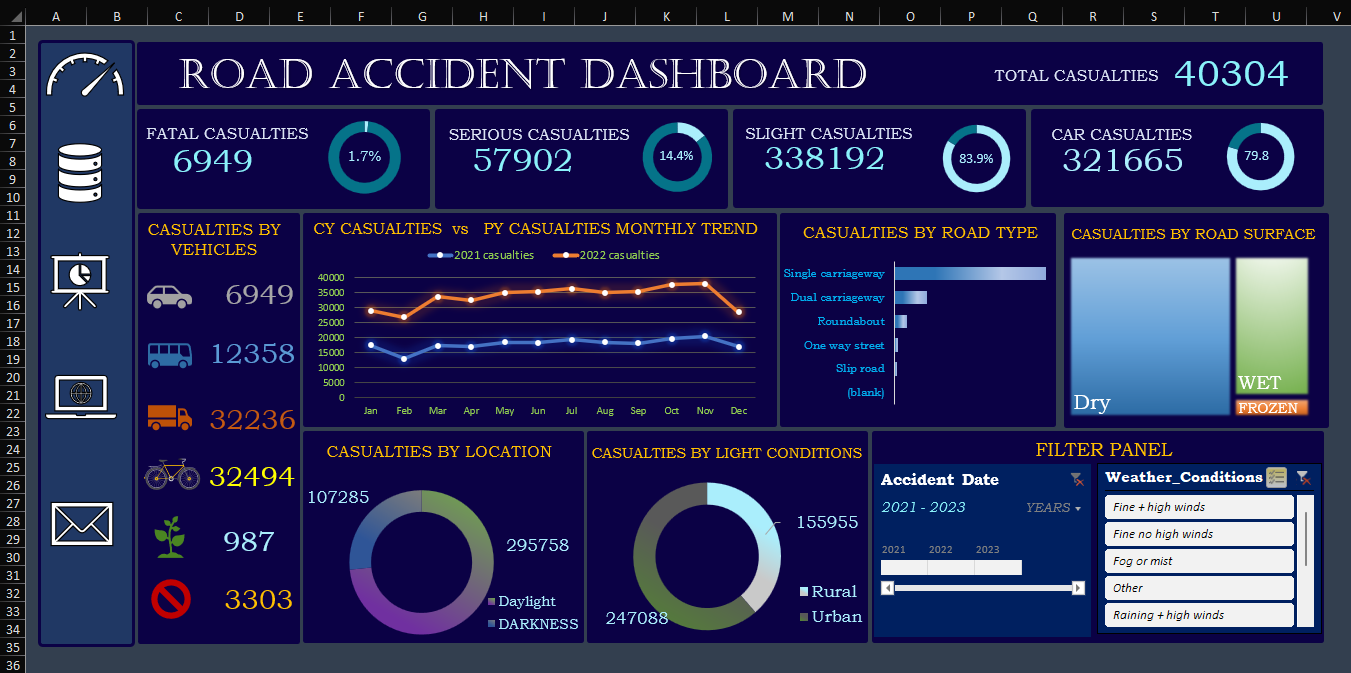 A B C D E F G H I J K L M N O P Q R S T U V
1
2
3
4
5
6
7
8
9
10
11
12
13
14
15
16
17
18
19
20
21
22
23
24
25
26
27
28
29
30
31
32
33
34
35
36
ROAD ACCIDENT DASHBOARD
TOTAL CASUALTIES 40304
FATAL CASUALTIES
6949
1.7%
SERIOUS CASUALTIES
57902
14.4%
SLIGHT CASUALTIES
338192
83.9%
CAR CASUALTIES
321665
79.8
CASUALTIES BY
VEHICLES
6949
12358
32236
32494
987
3303
CY CASUALTIES vs PY CASUALTIES MONTHLY TREND
2021 casualties 2022 casualties
40000
35000
30000
25000
20000
15000
10000
5000
0
Jan Feb Mar Apr May Jun Jul Aug Sep Oct Nov Dec
CASUALTIES BY ROAD TYPE
Single carriageway
Dual carriageway
Roundabout
One way street
Slip road
(blank)
CASUALTIES BY ROAD SURFACE
Dry
WET
FROZEN
CASUALTIES BY LOCATION
107285
295758
Daylight
DARKNESS
CASUALTIES BY LIGHT CONDITIONS
155955
247088
Rural
Urban
FILTER PANEL
Accident Date
2021 - 2023 YEARS
2021 2022 2023
Weather_Conditions
Fine + high winds
Fine no high winds
Fog or mist
Other
Raining + high winds